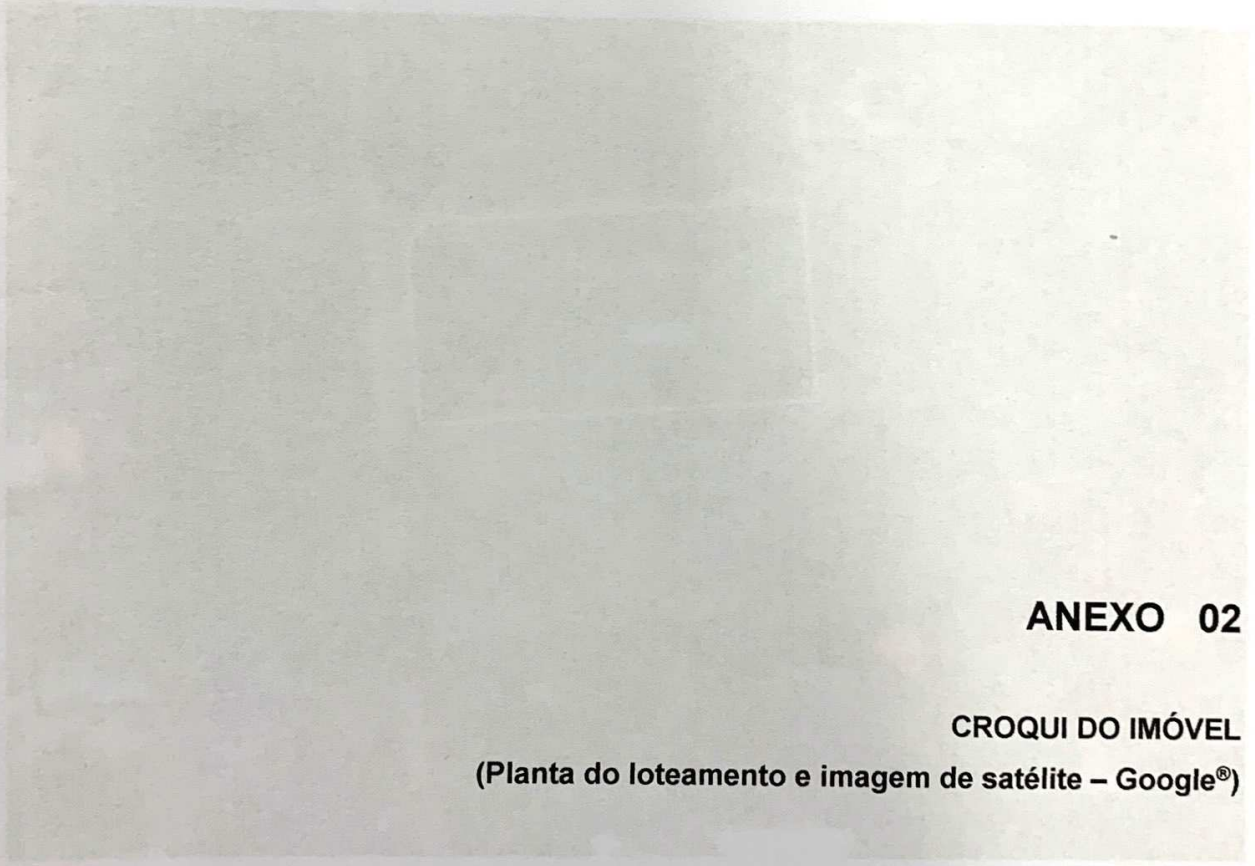 ANEXO 02
CROQUI DO IMÓVEL
(Planta do loteamento e imagem de satélite – Google®)